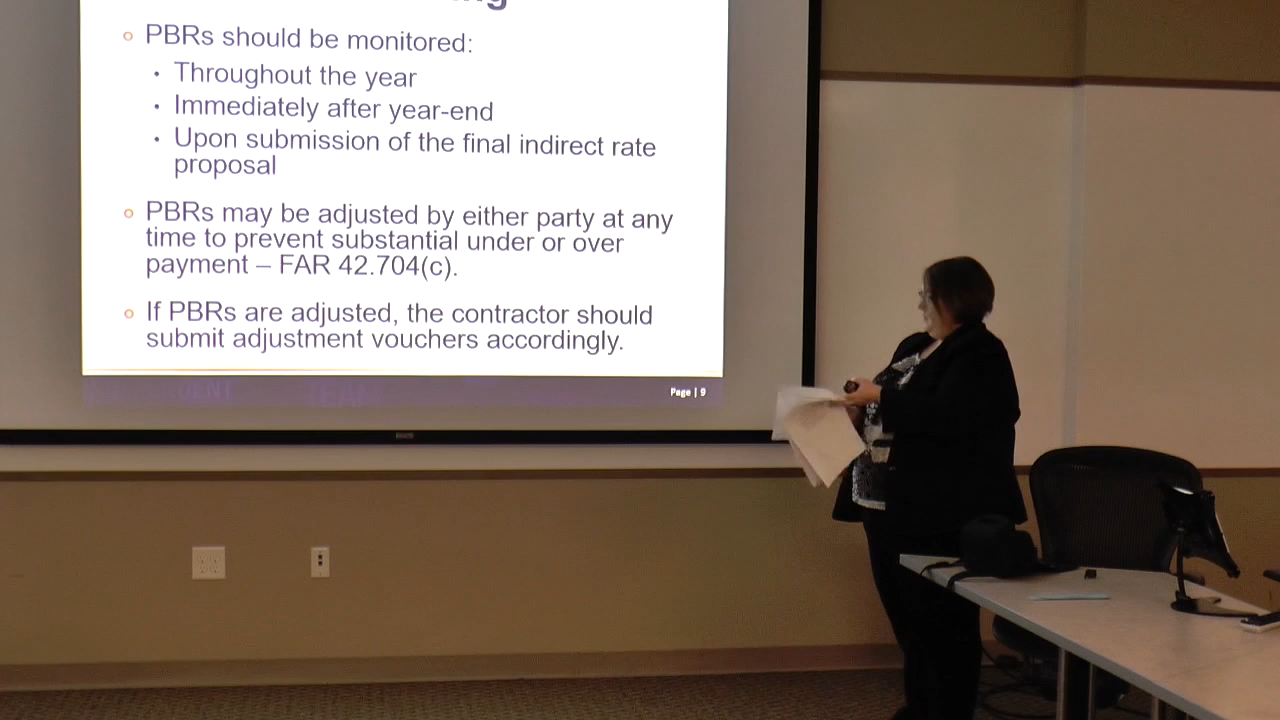 PBRs should be monitored:
Throughout the year
Immediately after year-end
Upon submission of the final indirect rate
proposal
PBRs may be adjusted by either party at any
time to prevent substantial under or over
payment – FAR 42.704(c).
If PBRs are adjusted, the contractor should
submit adjustment vouchers accordingly.
Page | 9